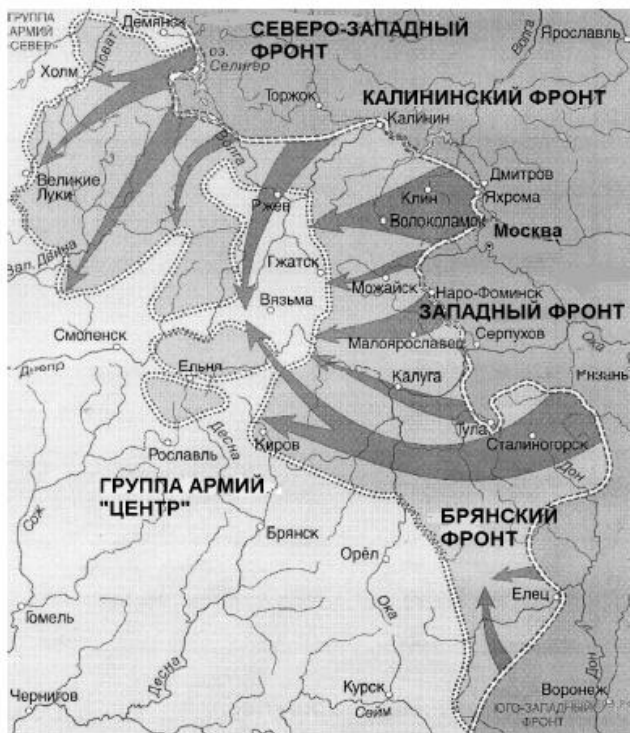 ГРУППА
АРМИЙ
«СЕВЕР»
Демянск
СЕВЕРО-ЗАПАДНЫЙ
ФРОНТ
Волга
Ярославль
Ловать
Холм
оз.
Селигер
Торжок
КАЛИНИНСКИЙ ФРОНТ
Калинин
Волга
Великие
Луки
Ржев
Клин
Дмитров
Яхрома
Волоколамск
Москва
Зап. Двина
Гжатск
Можайск
Наро-Фоминск
Вязьма
ЗАПАДНЫЙ ФРОНТ
Смоленск
Малоярославец
Серпухов
Ока
Днепр
Ельня
Калуга
Рязань
Тула
Сталиногорск
Рославль
Десна
Киров
Дон
ГРУППА АРМИЙ
"ЦЕНТР"
БРЯНСКИЙ
ФРОНТ
Сож
Брянск
Орёл
Елец
Гомель
Ока
Десна
Дон
Чернигов
Курск
Сейм
Воронеж
ЮГО-ЗАПАДНЫЙ
ФРОНТ